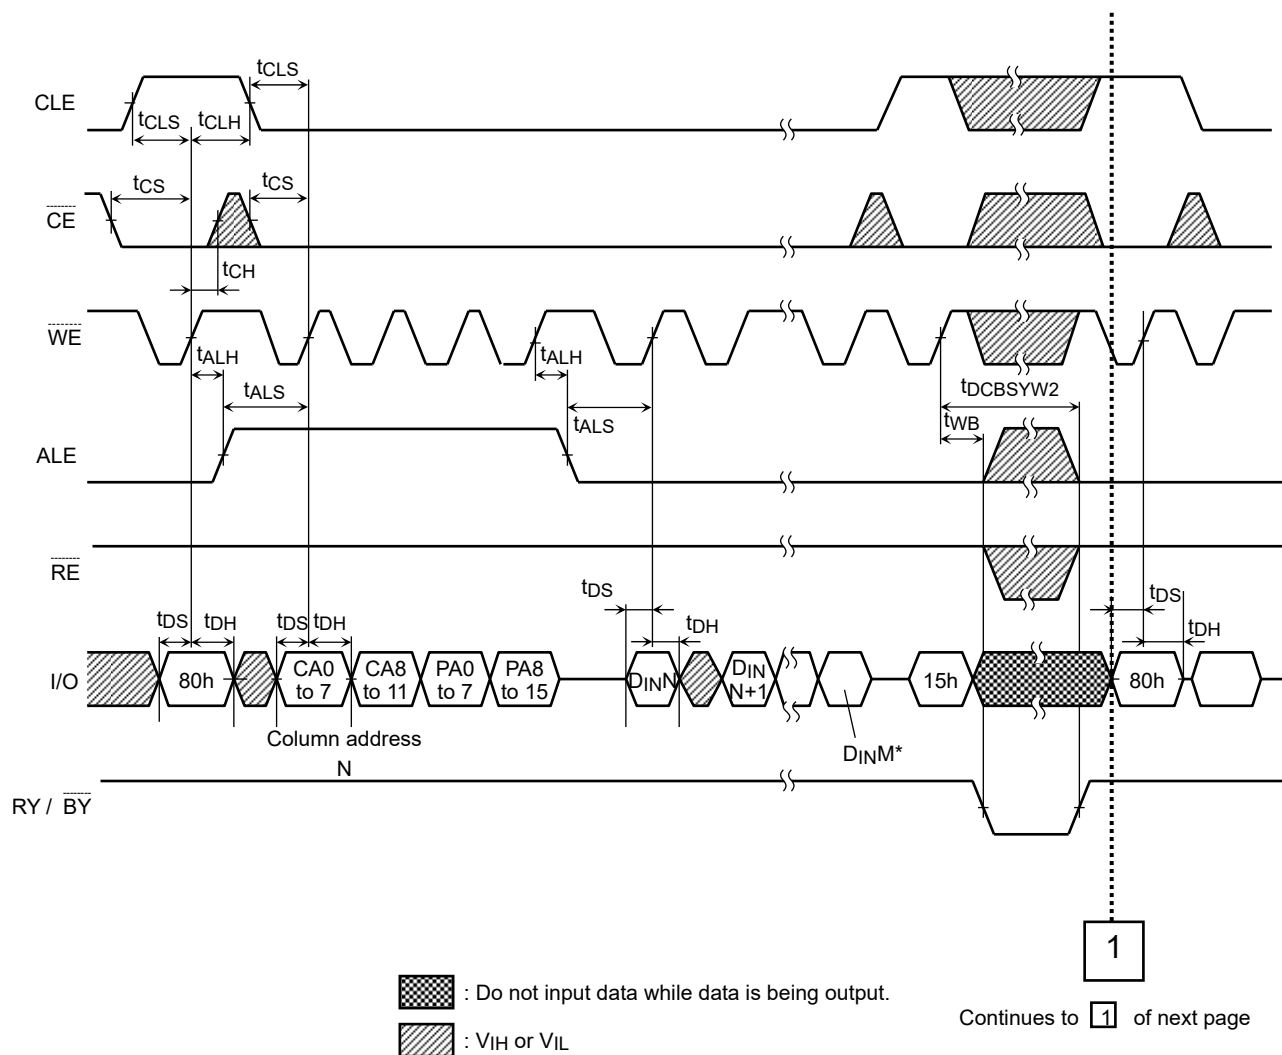 tCLS
CLE
tCLS tCLH
tCS tCS
CE
tCH
WE
tALH tALH
tALS tDCBSYW2
tALS tWB
ALE
RE
tDS tDH tDS tDH tDS tDH tDS tDH
I/O 80h CA0 to 7 CA8 to 11 PA0 to 7 PA8 to 15 DINN DIN N+1 15h 80h
Column address
N
DINM*
RY / BY
1
: Do not input data while data is being output.
: VIH or VIL
Continues to 1 of next page